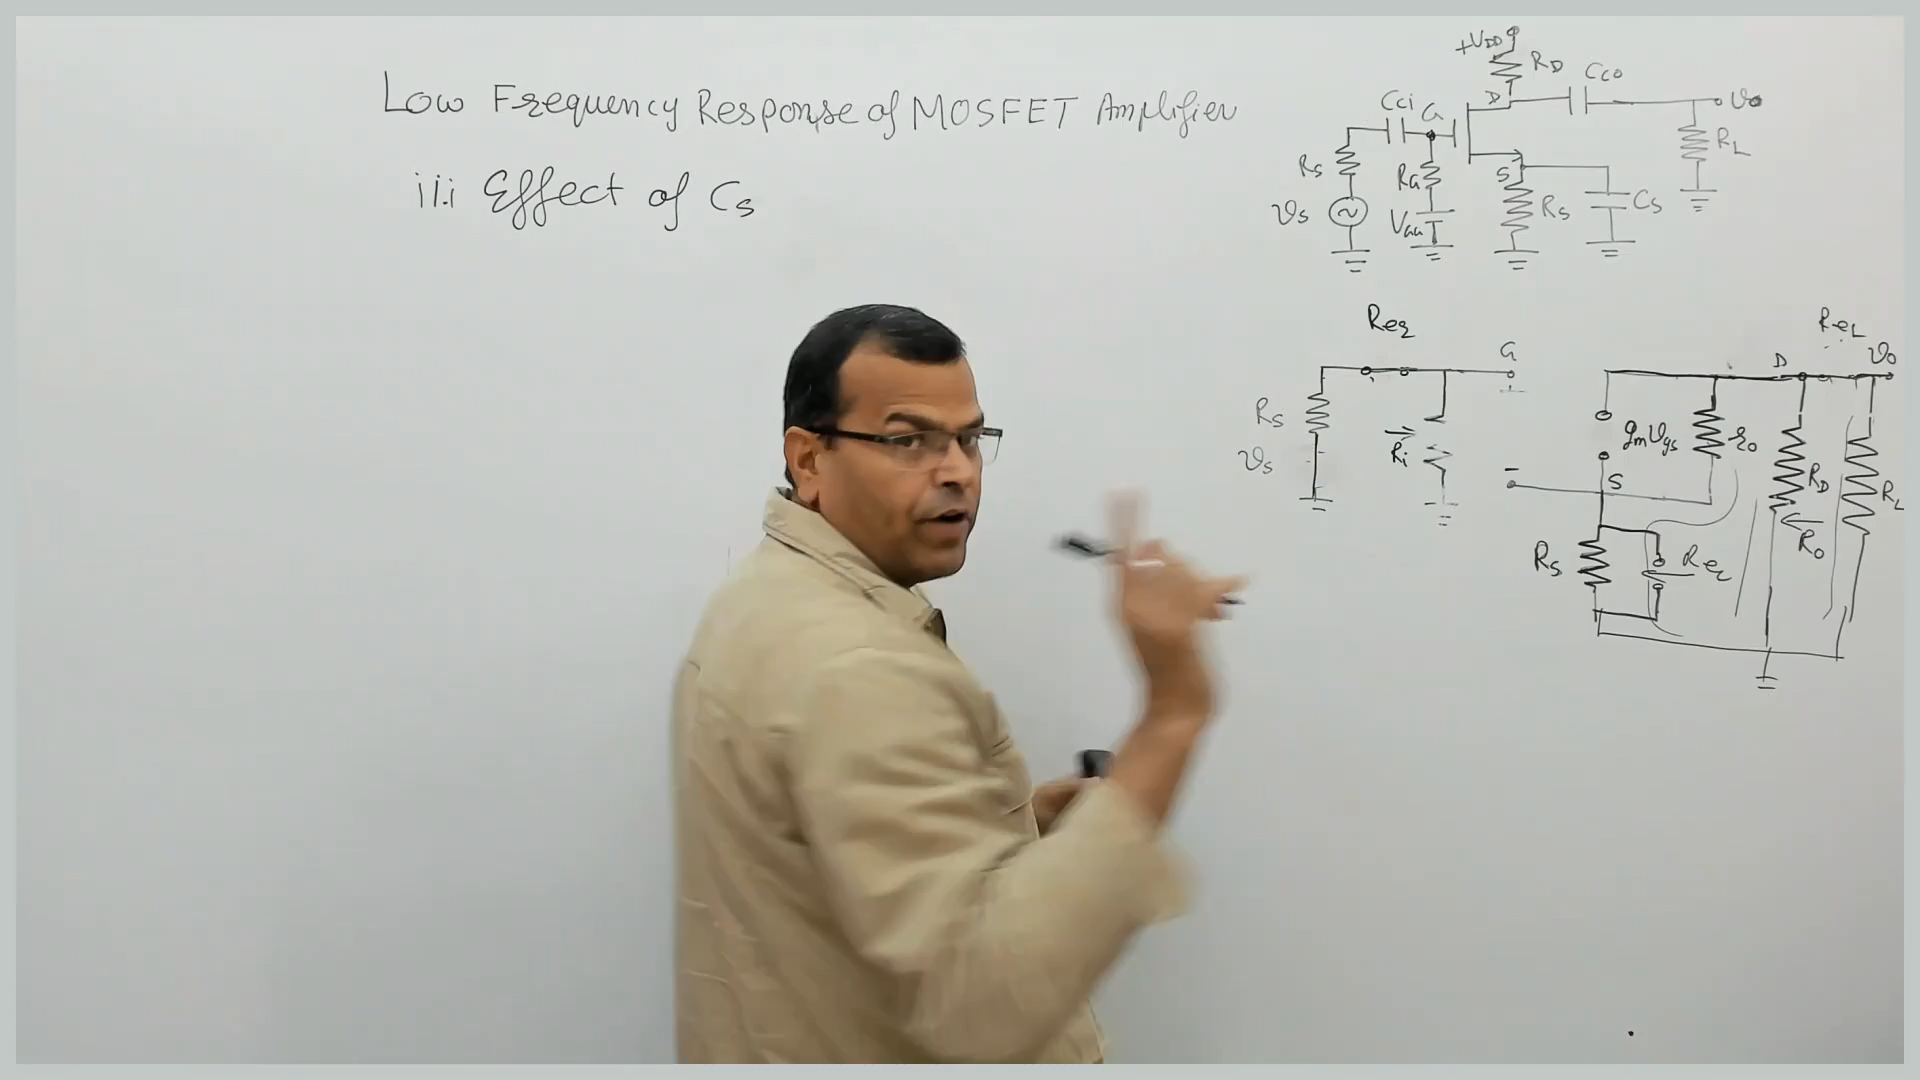 Low Frequency Response of MOSFET Amplifier
iii Effect of Cs
+VDD
RD
Cco
Cci
G
D
Vo
Rs
RG
S
RL
Vs
VGG
Rs
Cs
Req
ReL
G
D
Vo
Rs
Ri
gmVgs
ro
Vs
-
S
RD
RL
Ro
Rs
Req